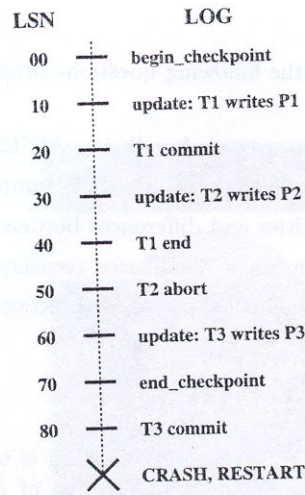 LSN LOG
00 begin_checkpoint
10 update: T1 writes P1
20 T1 commit
30 update: T2 writes P2
40 T1 end
50 T2 abort
60 update: T3 writes P3
70 end_checkpoint
80 T3 commit
CRASH, RESTART